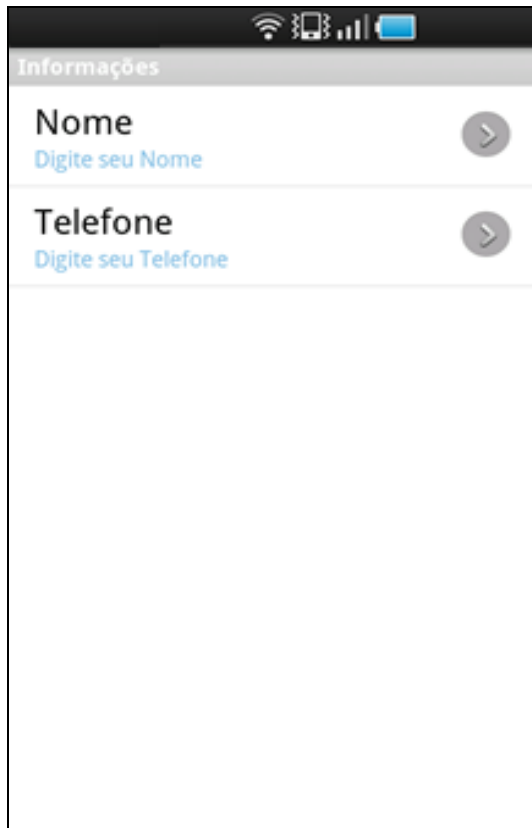 Informações
Nome
Digite seu Nome
Telefone
Digite seu Telefone